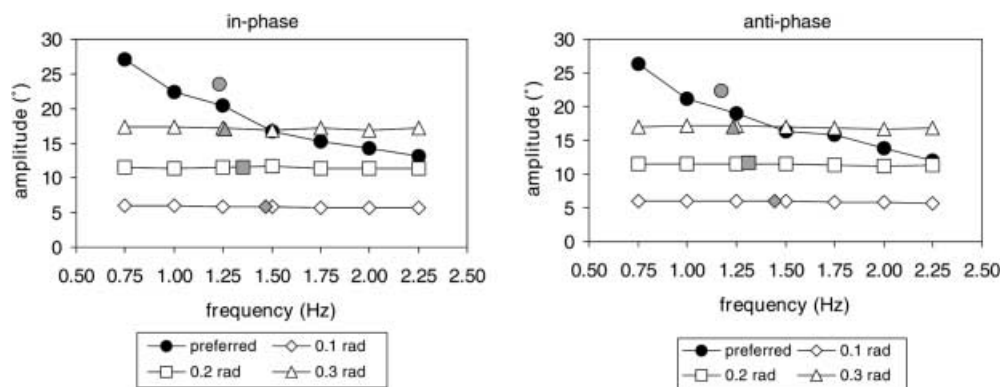 in-phase
30
25
20
15
10
5
0
amplitude (°)
0.50 0.75 1.00 1.25 1.50 1.75 2.00 2.25 2.50
frequency (Hz)
preferred 0.1 rad
0.2 rad 0.3 rad
anti-phase
30
25
20
15
10
5
0
amplitude (°)
0.50 0.75 1.00 1.25 1.50 1.75 2.00 2.25 2.50
frequency (Hz)
preferred 0.1 rad
0.2 rad 0.3 rad